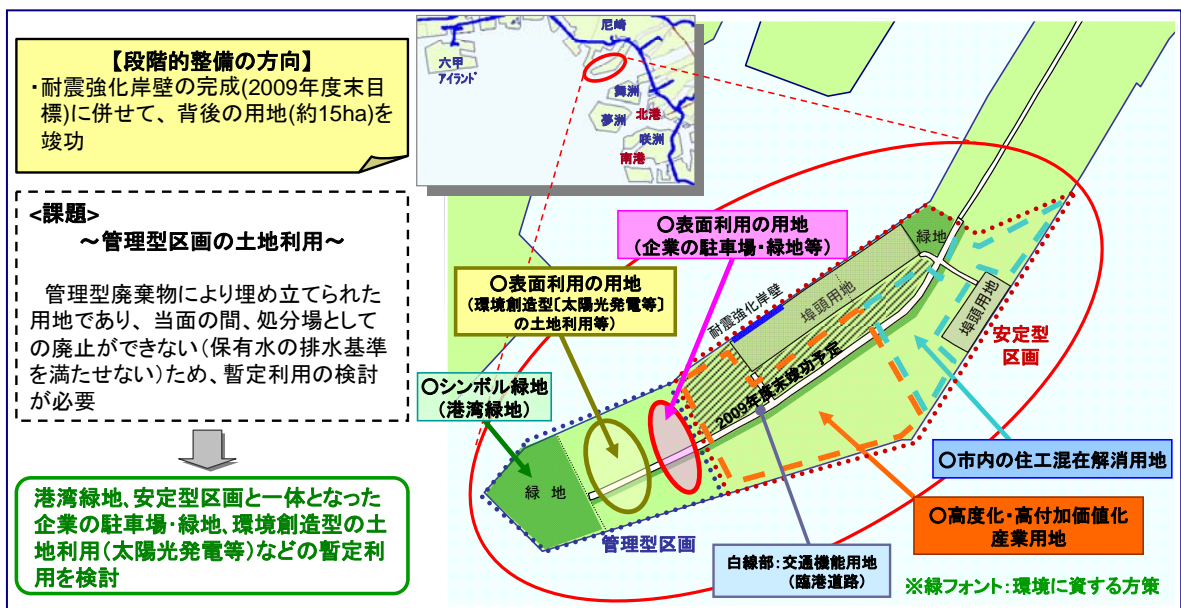 【段階的整備の方向】
・耐震強化岸壁の完成(2009年度末目
標)に併せて、背後の用地(約15ha)を
竣功
<課題>
～管理型区画の土地利用～
管理型廃棄物により埋め立てられた
用地であり、当面の間、処分場として
の廃止ができない(保有水の排水基準
を満たせない)ため、暫定利用の検討
が必要
港湾緑地、安定型区画と一体となった
企業の駐車場・緑地、環境創造型の土
地利用(太陽光発電等)などの暫定利
用を検討
尼崎
六甲
アイランド
舞洲
北港
夢洲
咲洲
南港
〇表面利用の用地
(企業の駐車場・緑地等)
〇表面利用の用地
(環境創造型〔太陽光発電等〕
の土地利用等)
〇シンボル緑地
(港湾緑地)
緑地
耐震強化岸壁
埠頭用地
埠頭用地
安定型
区画
2009年度末竣功予定
緑 地
管理型区画
〇市内の住工混在解消用地
〇高度化・高付加価値化
産業用地
白線部:交通機能用地
(臨港道路)
※緑フォント:環境に資する方策